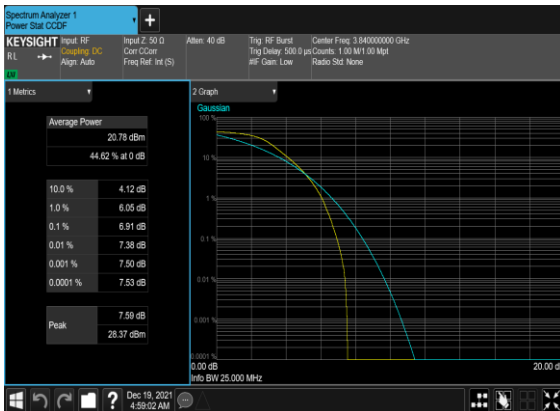 Spectrum Analyzer 1
Power Stat CCDF
KEYSIGHT
RL
Input: RF
Coupling: DC
Align: Auto
Input Z: 50 Ω
Corr CCorr
Freq Ref: Int (S)
Atten: 40 dB
Trig: RF Burst
Trig Delay: 500.0 µs
#IF Gain: Low
Center Freq: 3.840000000 GHz
Counts: 1.00 M/1.00 Mpt
Radio Std: None
1 Metrics
Average Power
20.78 dBm
44.62 % at 0 dB
10.0 % 4.12 dB
1.0 % 6.05 dB
0.1 % 6.91 dB
0.01 % 7.38 dB
0.001 % 7.50 dB
0.0001 % 7.53 dB
Peak
7.59 dB
28.37 dBm
2 Graph
Gaussian
100 %
10 %
1 %
0.1 %
0.01 %
0.001 %
0.0001 %
0.00 dB
20.00 d
Info BW 25.000 MHz
?
Dec 19, 2021
4:59:02 AM